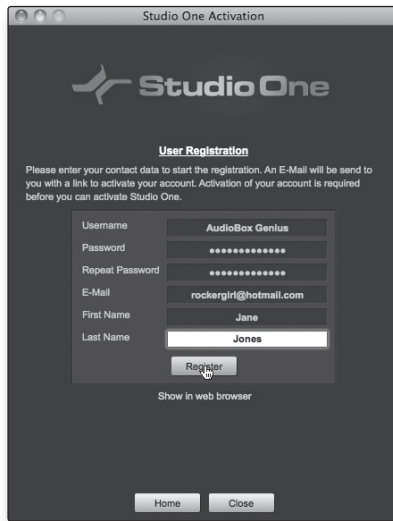 Studio One Activation
Studio One
User Registration
Please enter your contact data to start the registration. An E-Mail will be send to
you with a link to activate your account. Activation of your account is required
before you can activate Studio One.
Username AudioBox Genius
Password •••••••••••••
Repeat Password •••••••••••••
E-Mail rockergirl@hotmail.com
First Name Jane
Last Name Jones
Register
Show in web browser
Home Close